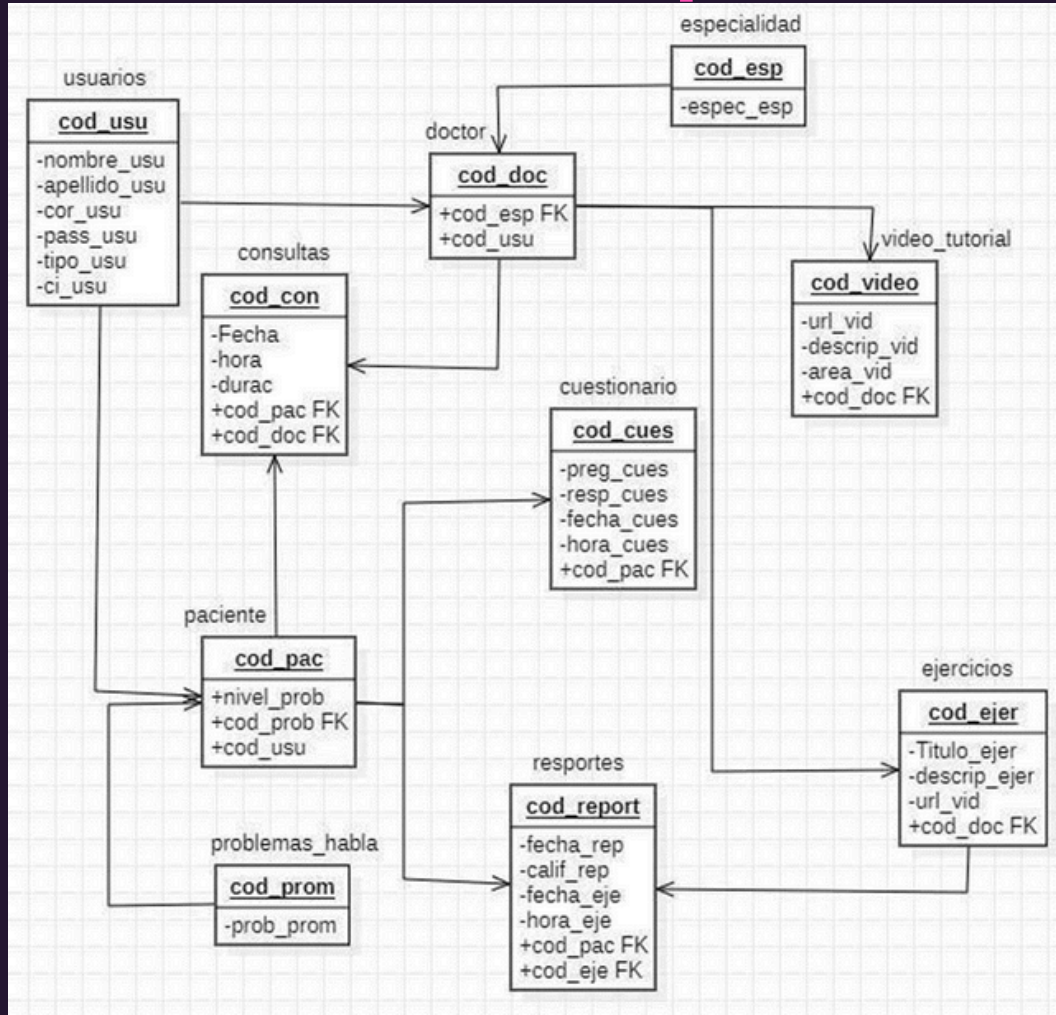 especialidad
cod_esp
-espec_esp
usuarios
cod_usu
-nombre_usu
-apellido_usu
-cor_usu
-pass_usu
-tipo_usu
-ci_usu
doctor
cod_doc
+cod_esp FK
+cod_usu
consultas
cod_con
-Fecha
-hora
-durac
+cod_pac FK
+cod_doc FK
video_tutorial
cod_video
-url_vid
-descrip_vid
-area_vid
+cod_doc FK
cuestionario
cod_cues
-preg_cues
-resp_cues
-fecha_cues
-hora_cues
+cod_pac FK
paciente
cod_pac
+nivel_prob
+cod_prob FK
+cod_usu
ejercicios
cod_ejer
-Titulo_ejer
-descrip_ejer
-url_vid
+cod_doc FK
resportes
cod_report
-fecha_rep
-calif_rep
-fecha_eje
-hora_eje
+cod_pac FK
+cod_eje FK
problemas_habla
cod_prom
-prob_prom